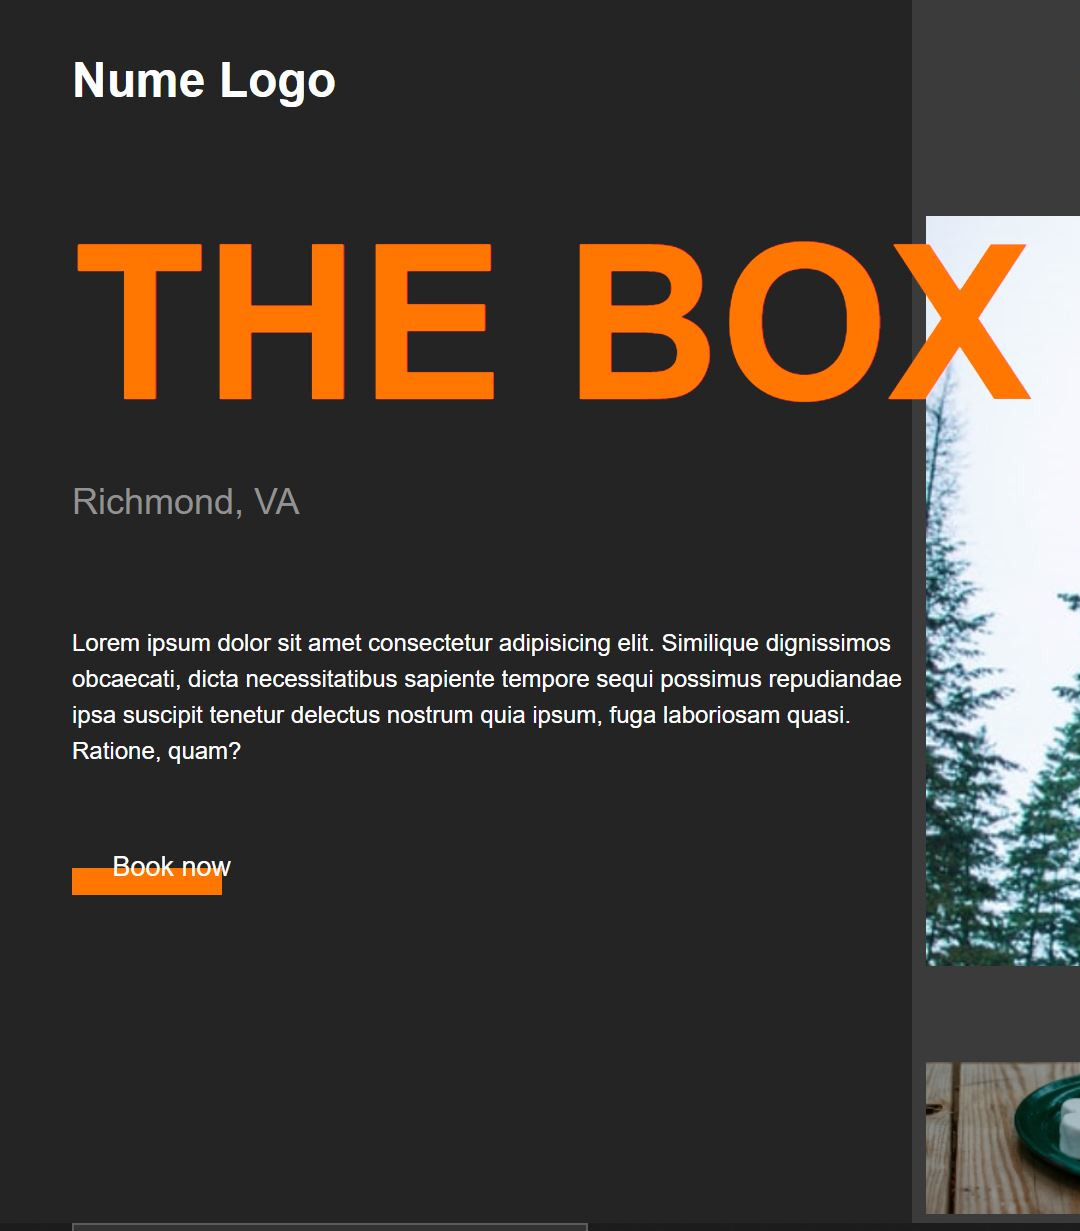 Nume Logo
THE BOX
Richmond, VA
Lorem ipsum dolor sit amet consectetur adipisicing elit. Similique dignissimos
obcaecati, dicta necessitatibus sapiente tempore sequi possimus repudiandae
ipsa suscipit tenetur delectus nostrum quia ipsum, fuga laboriosam quasi.
Ratione, quam?
Book now